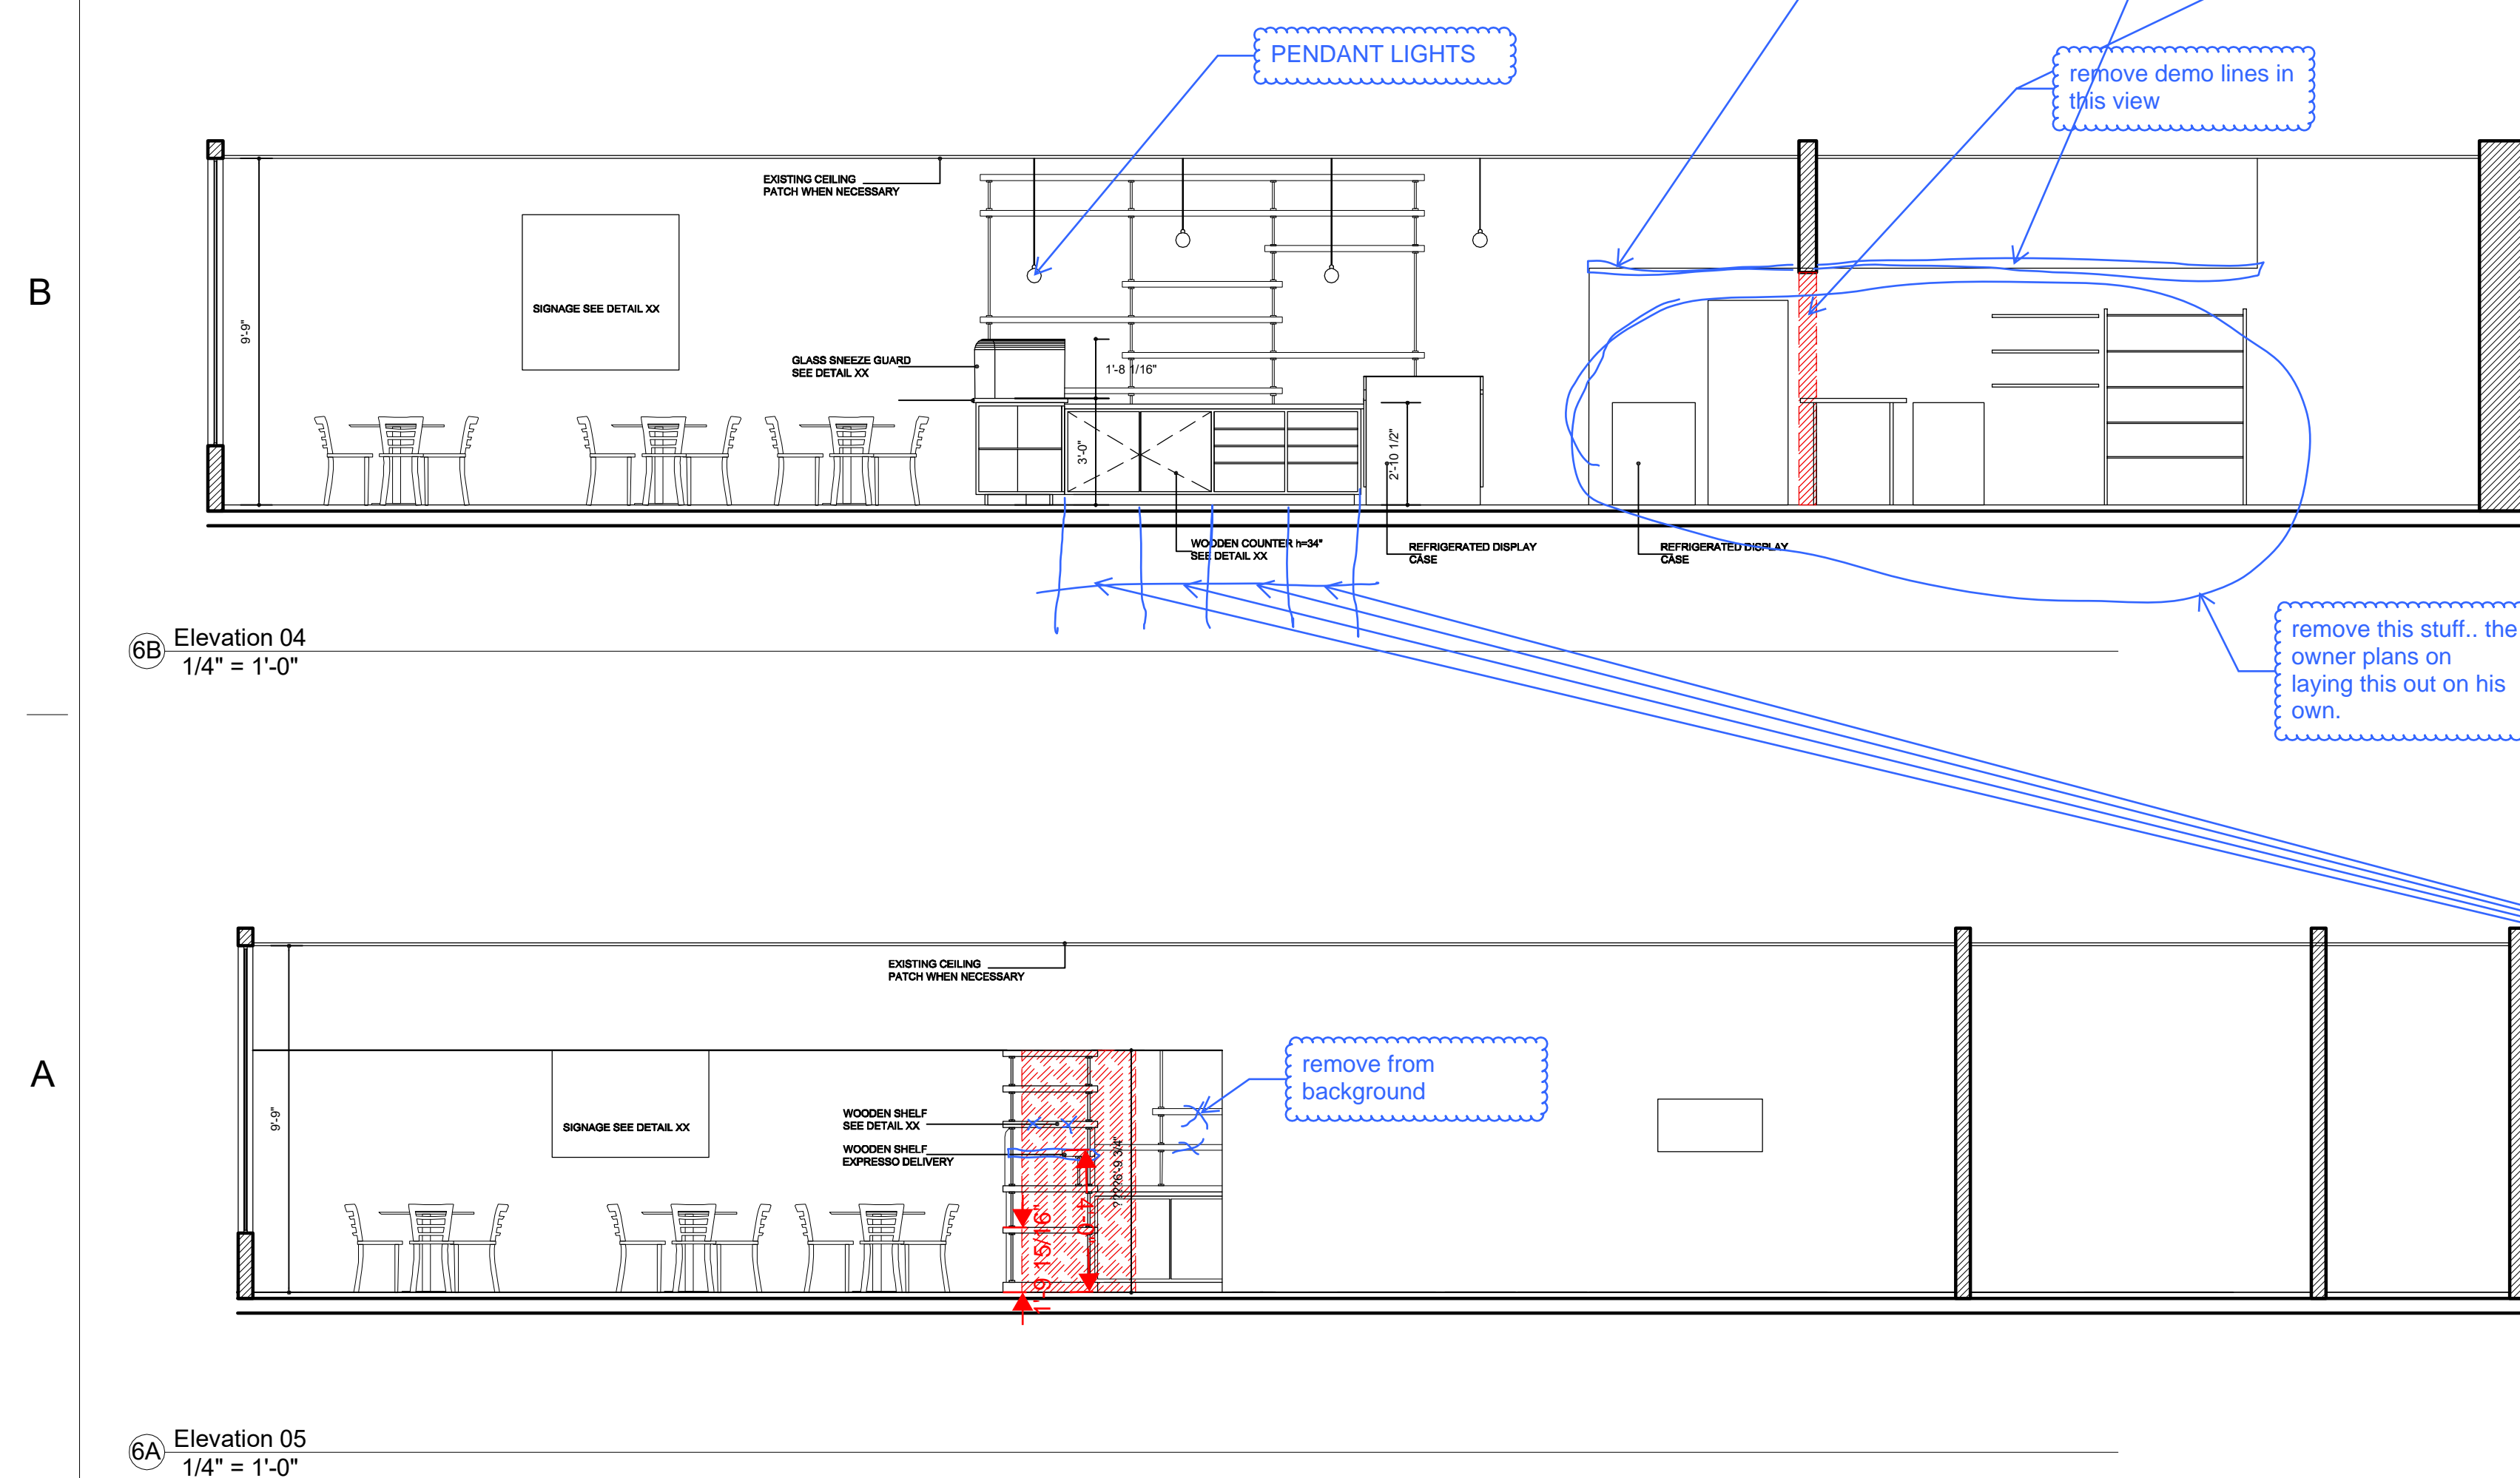 PENDANT LIGHTS
remove demo lines in
this view
EXISTING CEILING
PATCH WHEN NECESSARY
B
9'-9"
SIGNAGE SEE DETAIL XX
GLASS SNEEZE GUARD
SEE DETAIL XX
1'-8 1/16"
3'-0"
2'-10 1/2"
WOODEN COUNTER h=34"
SEE DETAIL XX
REFRIGERATED DISPLAY
CASE
REFRIGERATED DISPLAY
CASE
remove this stuff.. the
owner plans on
laying this out on his
own.
6B
Elevation 04
1/4" = 1'-0"
EXISTING CEILING
PATCH WHEN NECESSARY
A
9'-9"
SIGNAGE SEE DETAIL XX
WOODEN SHELF
SEE DETAIL XX
WOODEN SHELF
EXPRESSO DELIVERY
remove from
background
1'-9 15/16"
6A
Elevation 05
1/4" = 1'-0"